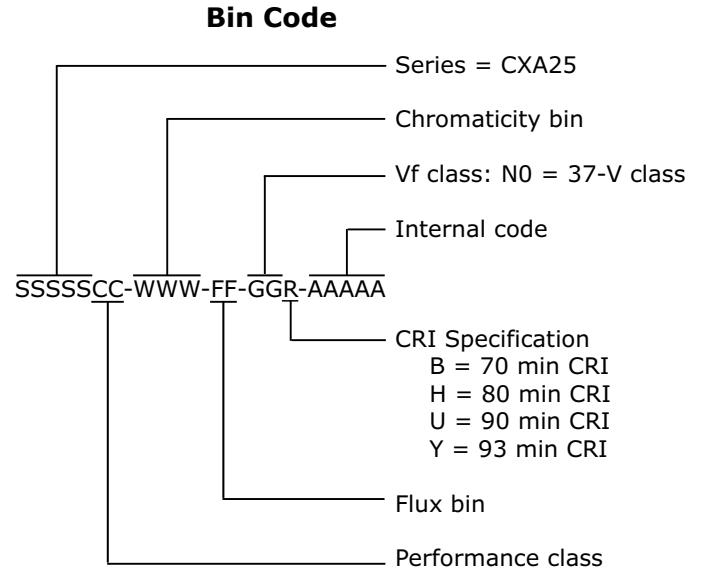 Bin Code
Series = CXA25
Chromaticity bin
Vf class: N0 = 37-V class
Internal code
SSSSSCC-WWW-FF-GGR-AAAAA
CRI Specification
B = 70 min CRI
H = 80 min CRI
U = 90 min CRI
Y = 93 min CRI
Flux bin
Performance class